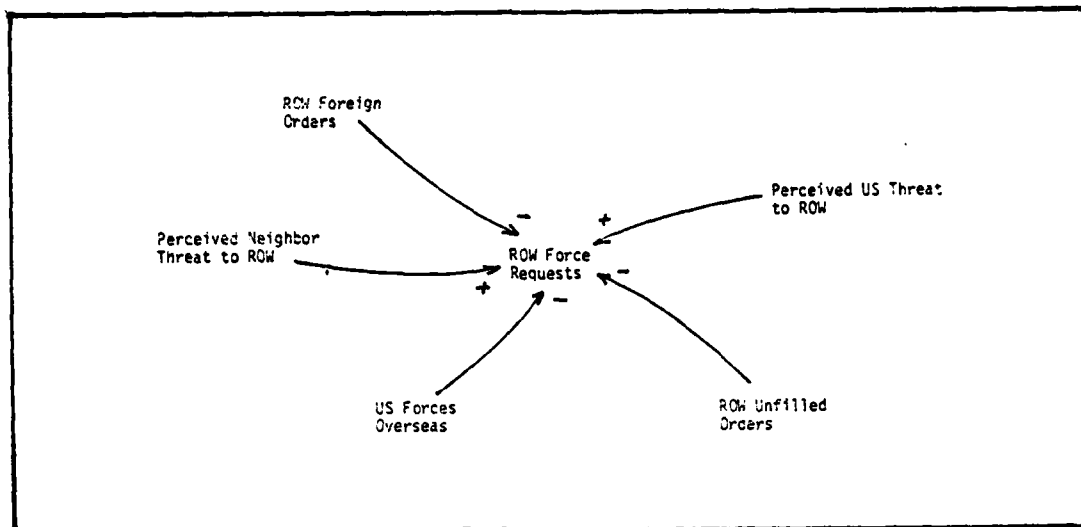 ROW Foreign
Orders
Perceived US Threat
to ROW
-
+
Perceived Neighbor
Threat to ROW
ROW Force
Requests
-
+
-
US Forces
Overseas
ROW Unfilled
Orders